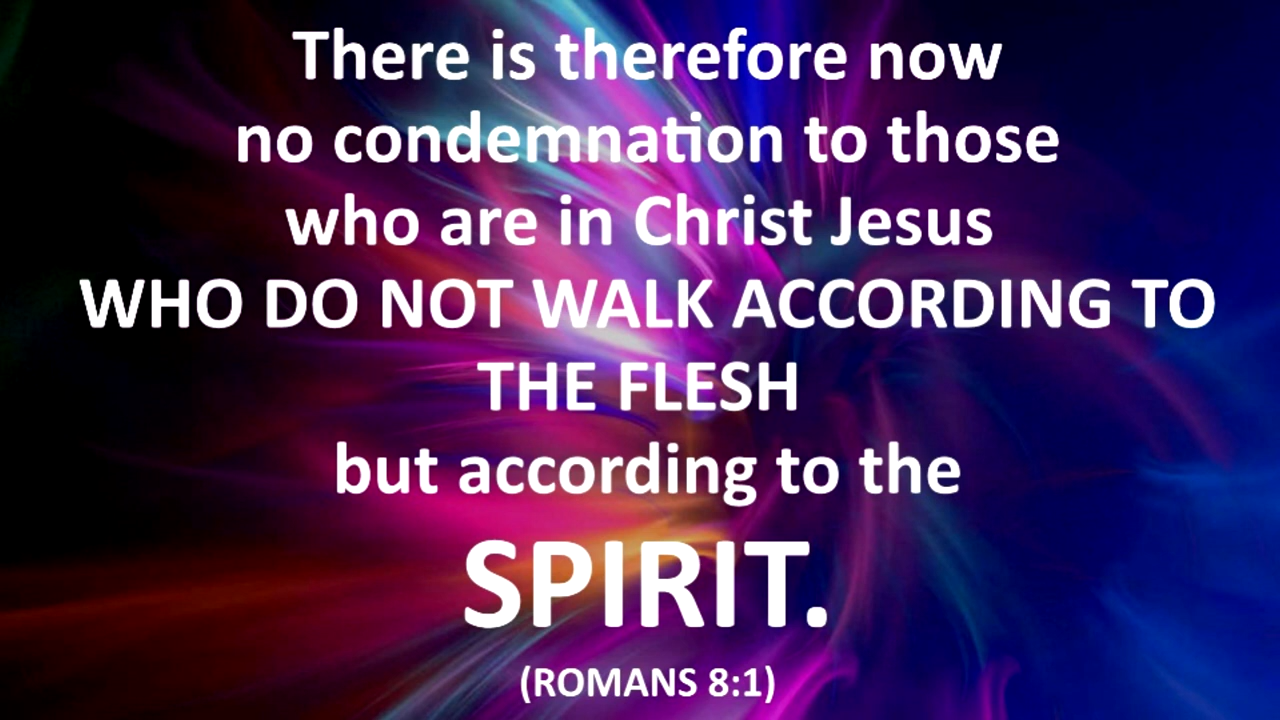 There is therefore now
no condemnation to those
who are in Christ Jesus
WHO DO NOT WALK ACCORDING TO
THE FLESH
but according to the
SPIRIT.
(ROMANS 8:1)